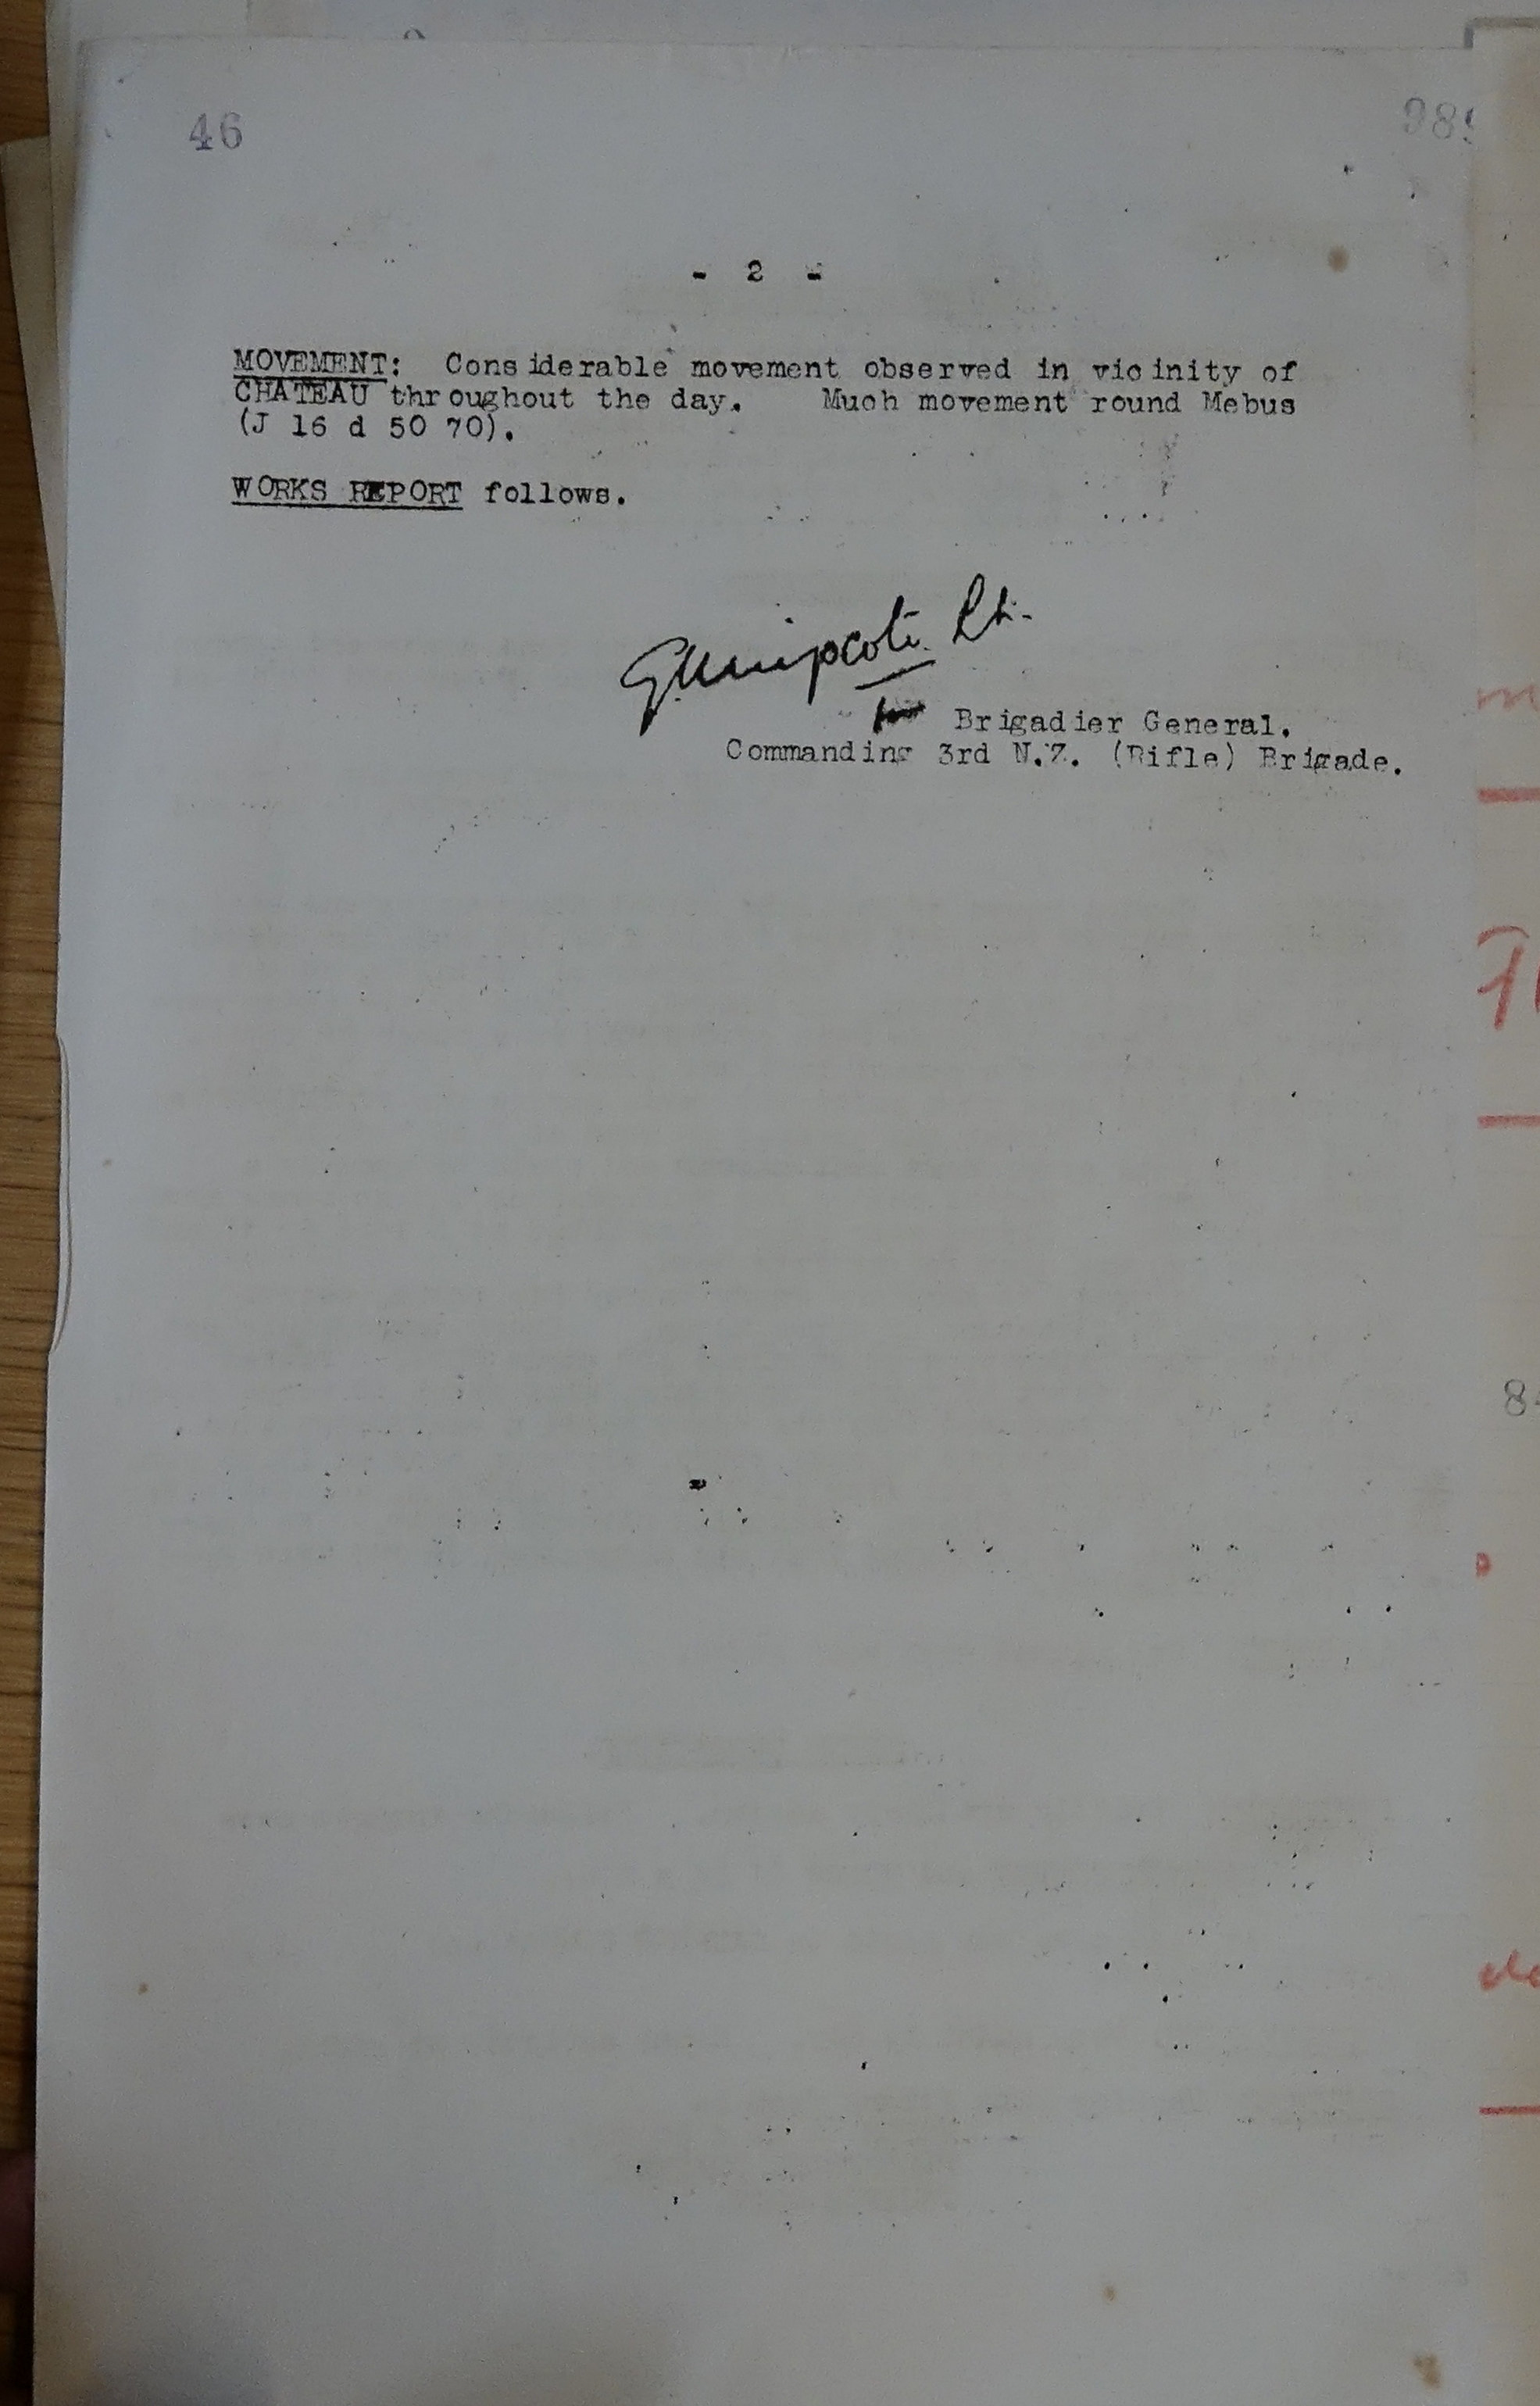 46
- 2 -
MOVEMENT: Considerable movement observed in vicinity of
CHATEAU throughout the day. Much movement round Mebus
(J 16 d 50 70).
WORKS REPORT follows.
Lt.
Brigadier General.
Commanding 3rd N.Z. (Rifle) Brigade.